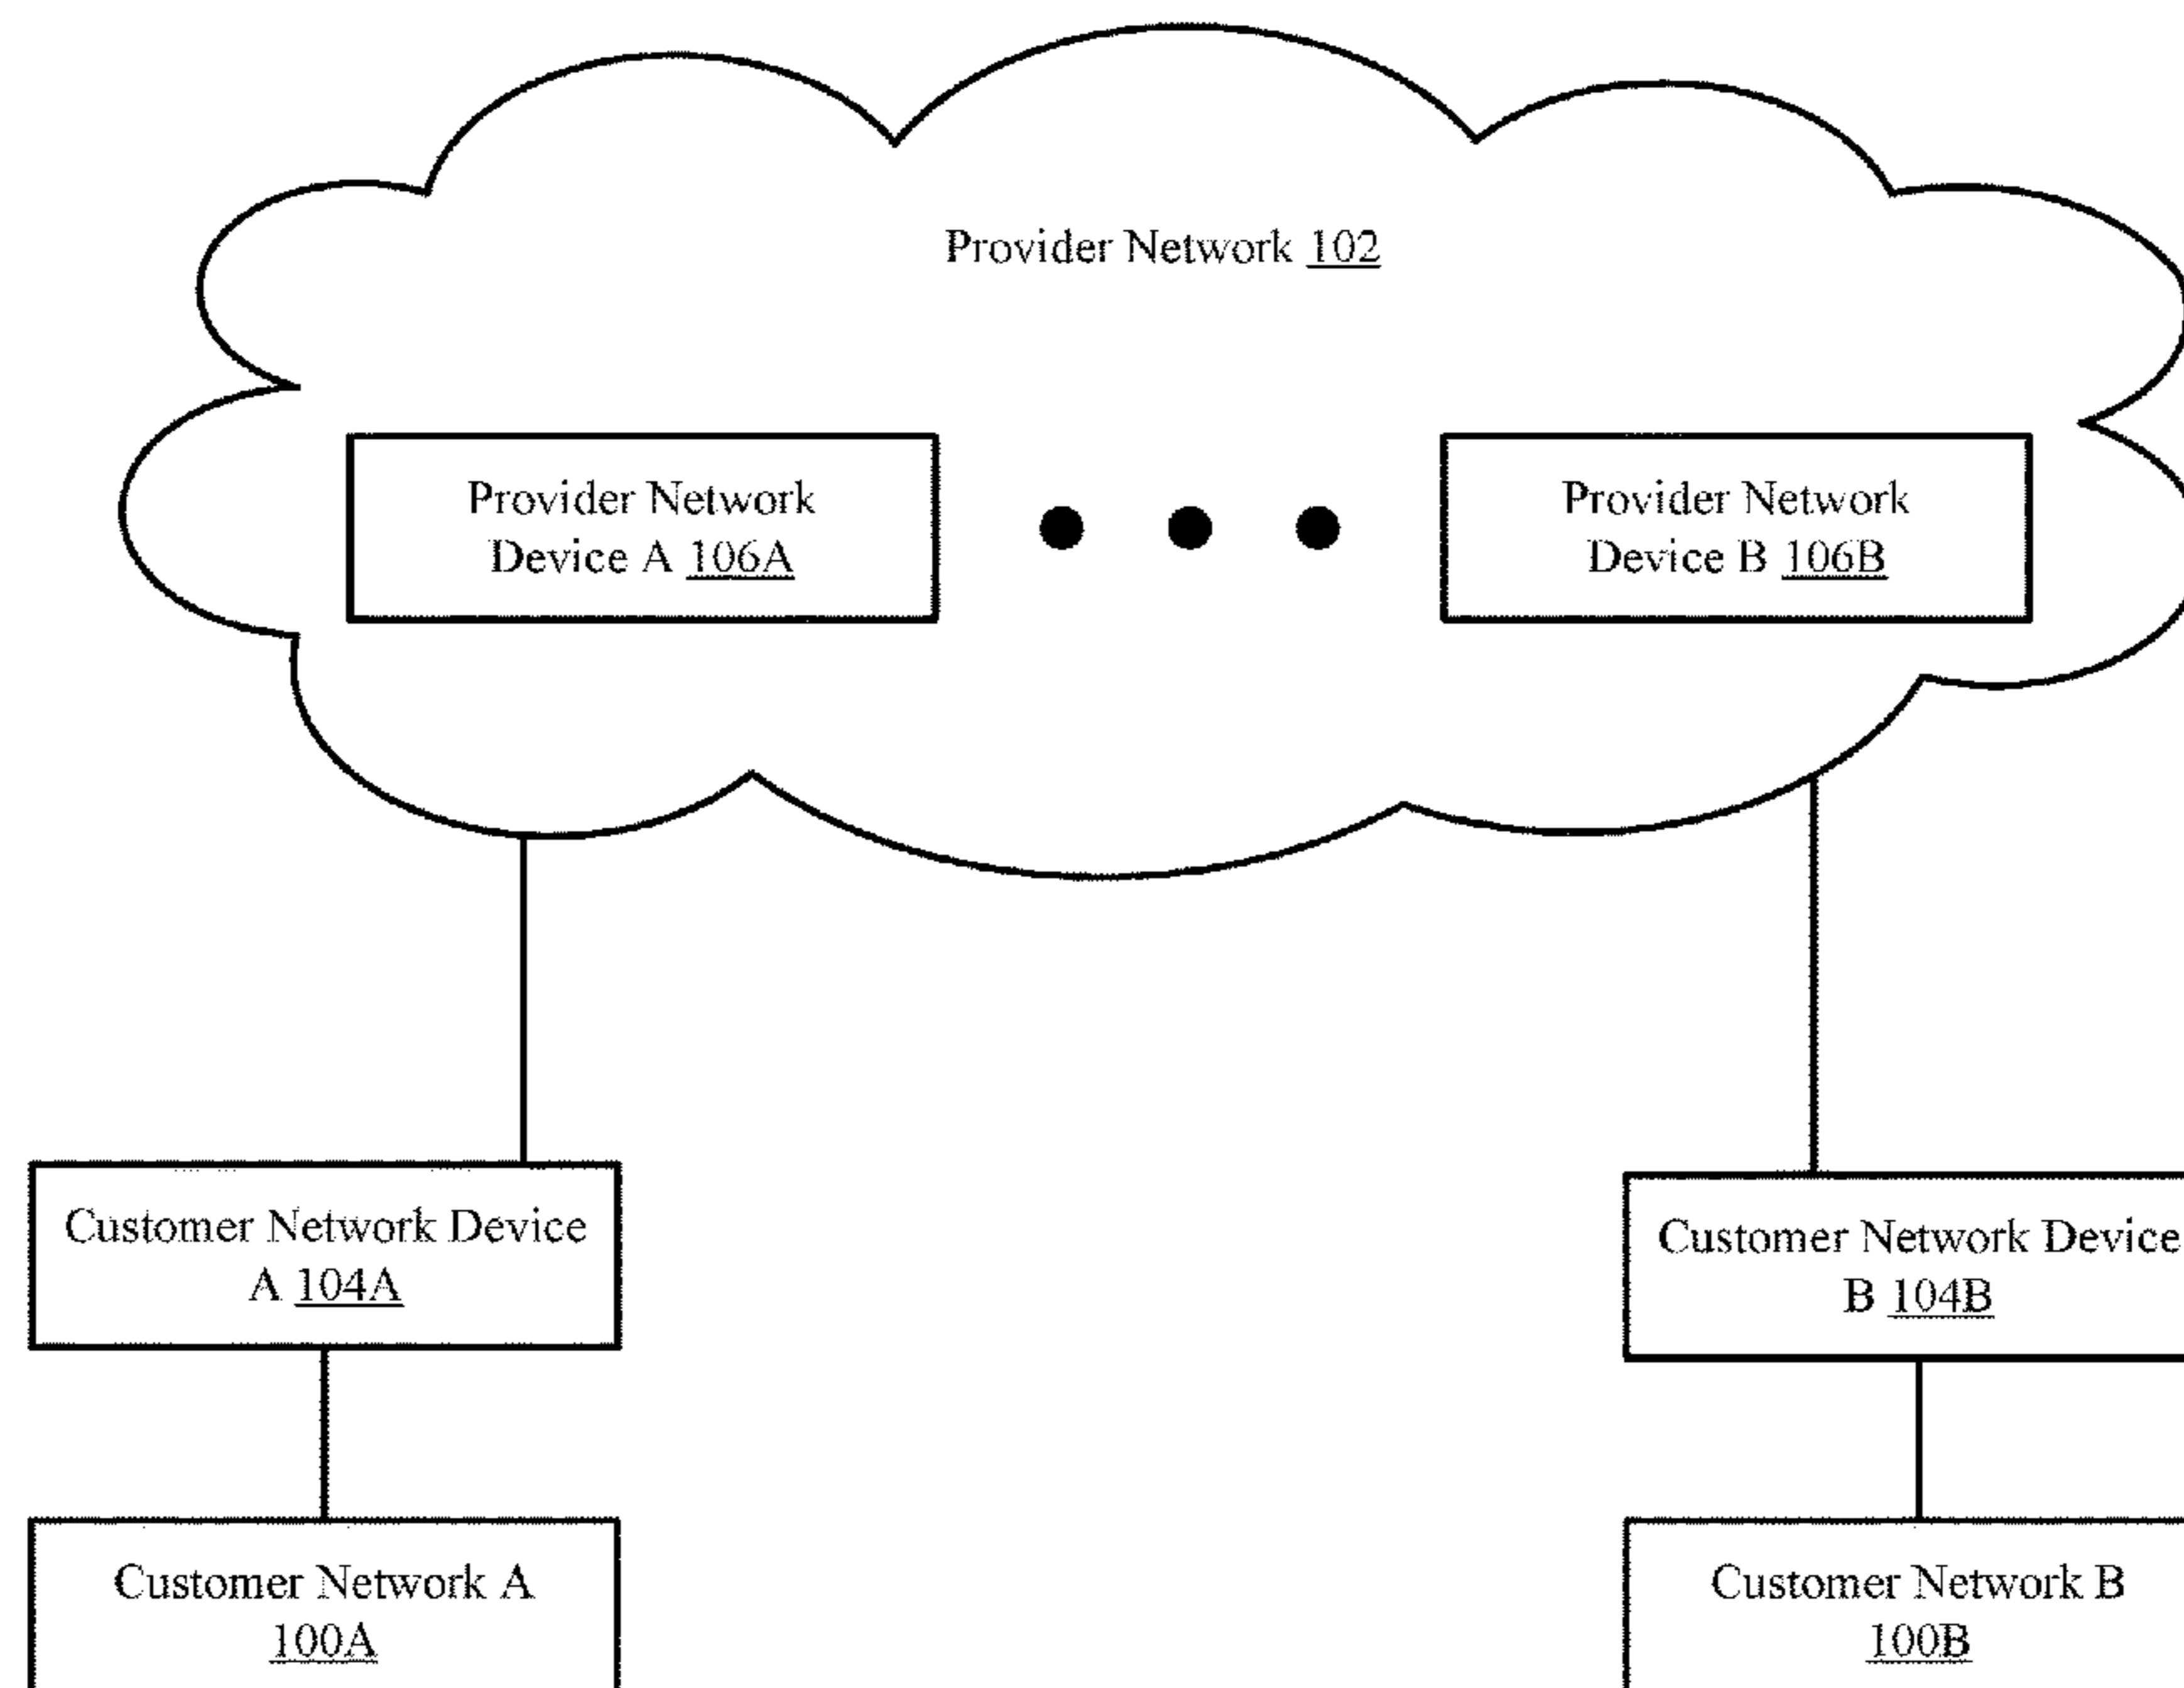 Provider Network 102
Provider Network
Device A 106A
Provider Network
Device B 106B
Customer Network Device
A 104A
Customer Network Device
B 104B
Customer Network A
100A
Customer Network B
100B